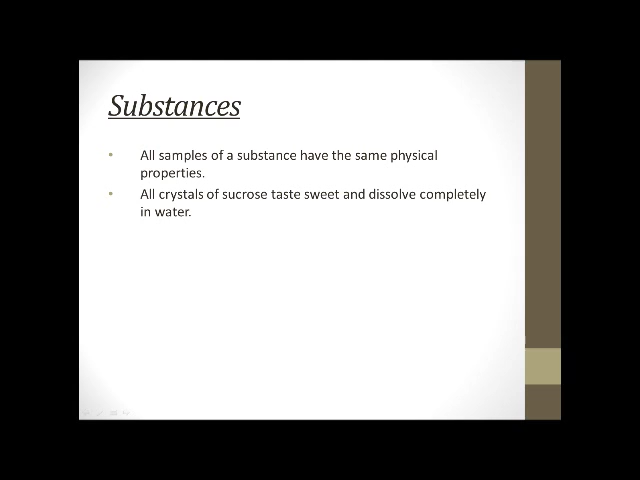 Substances
• All samples of a substance have the same physical
properties.
• All crystals of sucrose taste sweet and dissolve completely
in water.